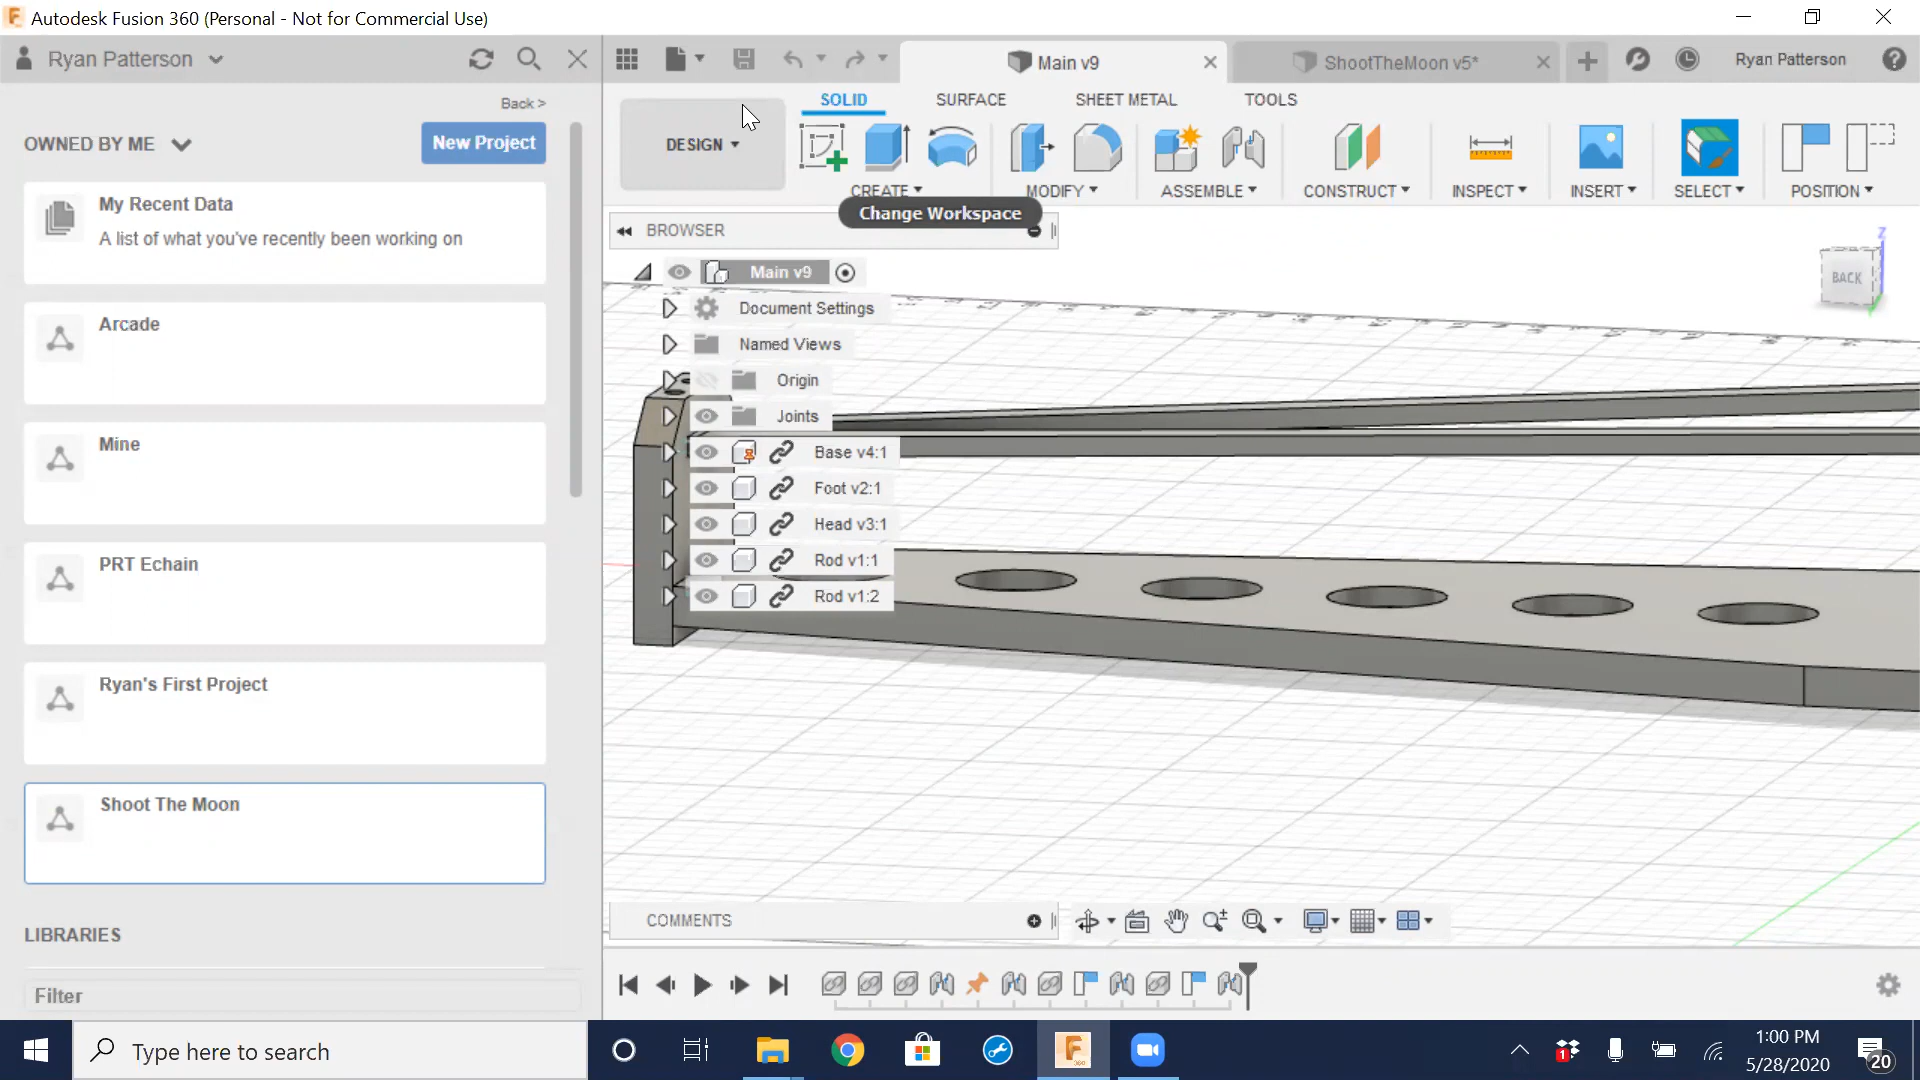 Autodesk Fusion 360 (Personal - Not for Commercial Use)
Ryan Patterson
Main v9
ShootTheMoon v5*
Ryan Patterson
Back >
OWNED BY ME
New Project
My Recent Data
A list of what you've recently been working on
Arcade
Mine
PRT Echain
Ryan's First Project
Shoot The Moon
LIBRARIES
Filter
DESIGN
SOLID
SURFACE
SHEET METAL
TOOLS
CREATE
MODIFY
ASSEMBLE
CONSTRUCT
INSPECT
INSERT
SELECT
POSITION
Change Workspace
BROWSER
Main v9
Document Settings
Named Views
Origin
Joints
Base v4:1
Foot v2:1
Head v3:1
Rod v1:1
Rod v1:2
Z
BACK
COMMENTS
Type here to search
F
360
1
1:00 PM
5/28/2020
20